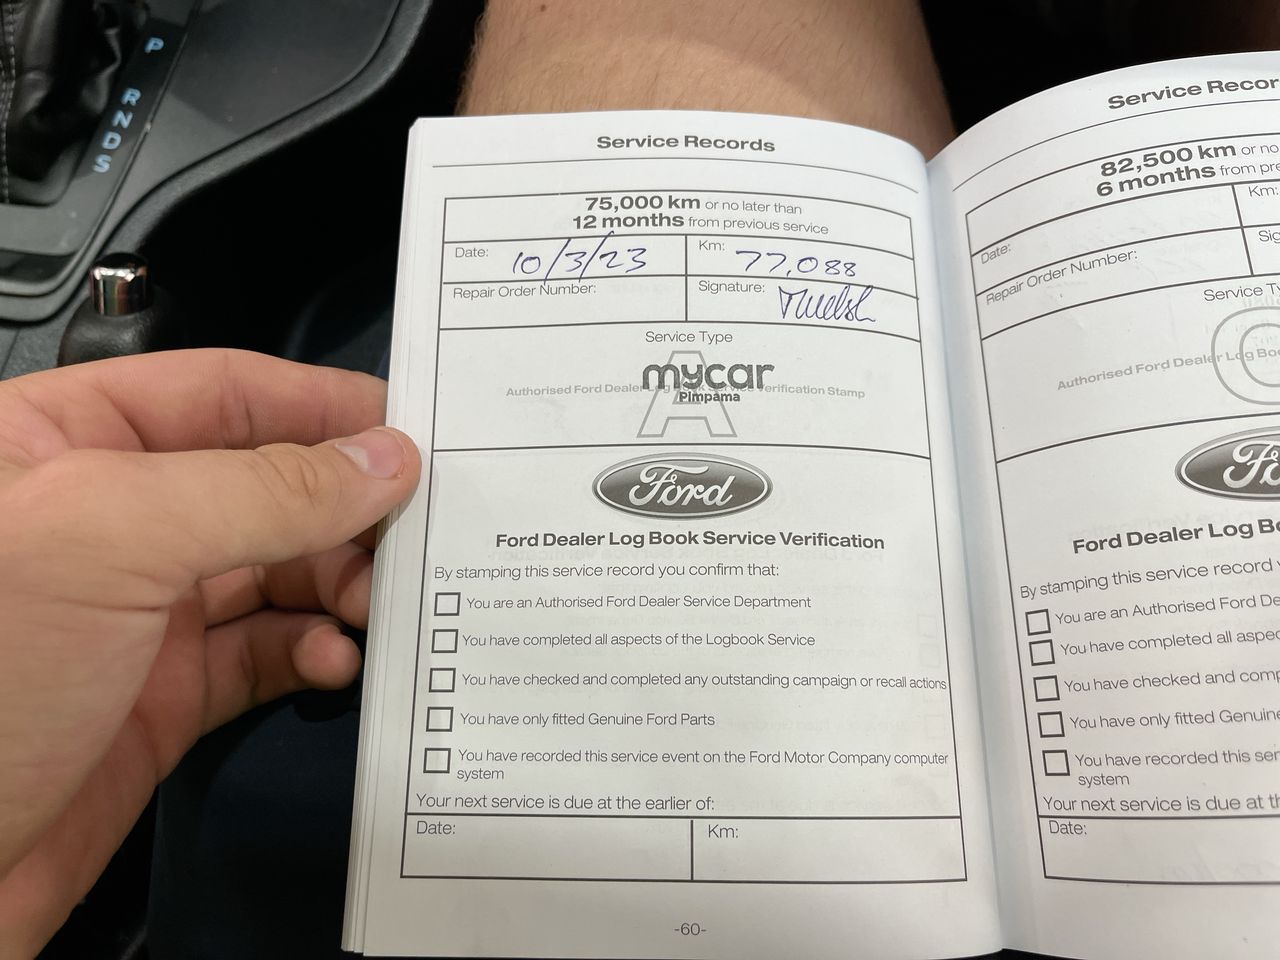 P
R
N
D
S
Service Records
75,000 km or no later than
12 months from previous service
Date: 10/3/23
Km: 77,088
Repair Order Number:
Signature:
Service Type
A
mycar
Pimpama
Authorised Ford Dealer Log Book Service Verification Stamp
Ford
Ford Dealer Log Book Service Verification
By stamping this service record you confirm that:
You are an Authorised Ford Dealer Service Department
You have completed all aspects of the Logbook Service
You have checked and completed any outstanding campaign or recall actions
You have only fitted Genuine Ford Parts
You have recorded this service event on the Ford Motor Company computer
system
Your next service is due at the earlier of:
Date:
Km:
-60-
Service Recor
82,500 km or no
6 months from pre
Date:
Km:
Repair Order Number:
Sig
Service Ty
Authorised Ford Dealer Log Boo
Fo
Ford Dealer Log B
By stamping this service record y
You are an Authorised Ford De
You have completed all aspec
You have checked and comp
You have only fitted Genuine
You have recorded this ser
system
Your next service is due at th
Date: